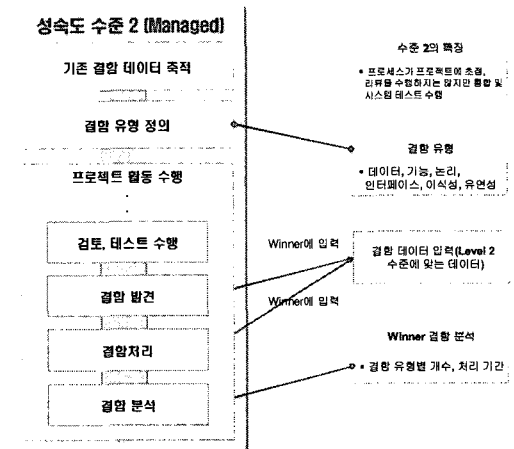 성숙도 수준 2 (Managed)
기존 결함 데이터 축적
결함 유형 정의
프로젝트 활동 수행
검토, 테스트 수행
결함 발견
결함처리
결함 분석
Winner에 입력
Winner에 입력
수준 2의 특징
• 프로세스가 프로젝트에 초점,
리뷰를 수행하지는 않지만 통합 및
시스템 테스트 수행
결함 유형
• 데이터, 기능, 논리,
인터페이스, 이식성, 유연성
결함 데이터 입력(Level 2
수준에 맞는 데이터)
Winner 결함 분석
• 결함 유형별 개수, 처리 기간